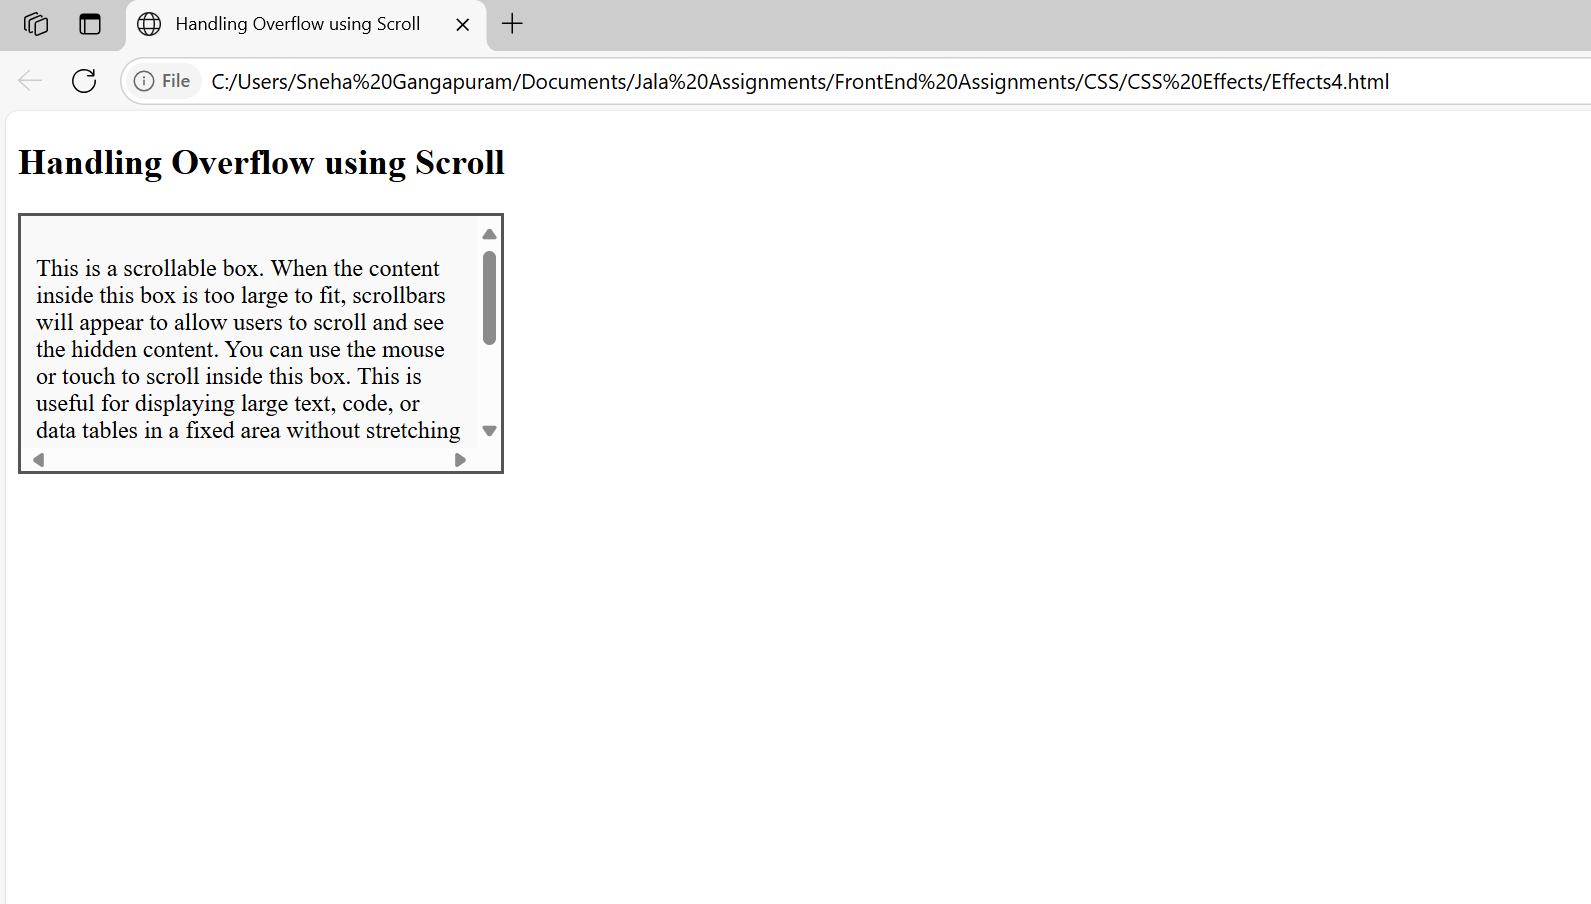 Handling Overflow using Scroll
File C:/Users/Sneha%20Gangapuram/Documents/Jala%20Assignments/FrontEnd%20Assignments/CSS/CSS%20Effects/Effects4.html
Handling Overflow using Scroll
This is a scrollable box. When the content
inside this box is too large to fit, scrollbars
will appear to allow users to scroll and see
the hidden content. You can use the mouse
or touch to scroll inside this box. This is
useful for displaying large text, code, or
data tables in a fixed area without stretching